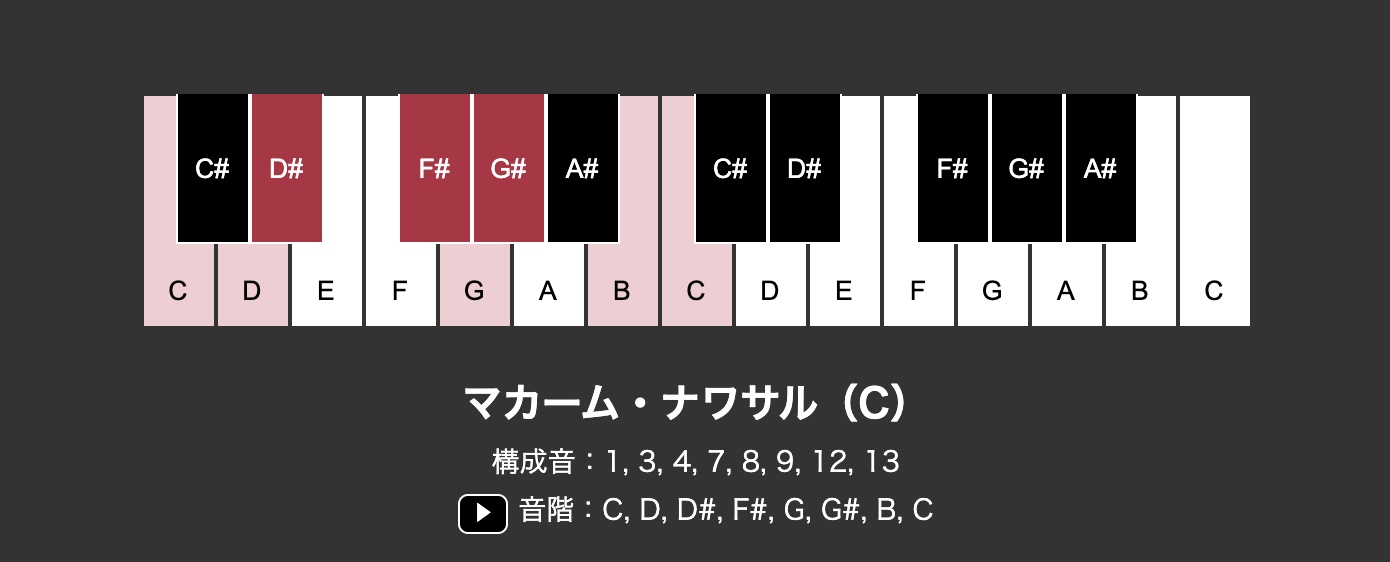 C# D# F# G# A# C# D# F# G# A#
C D E F G A B C D E F G A B C
マカーム・ナワサル（C）
構成音：1, 3, 4, 7, 8, 9, 12, 13
音階：C, D, D#, F#, G, G#, B, C